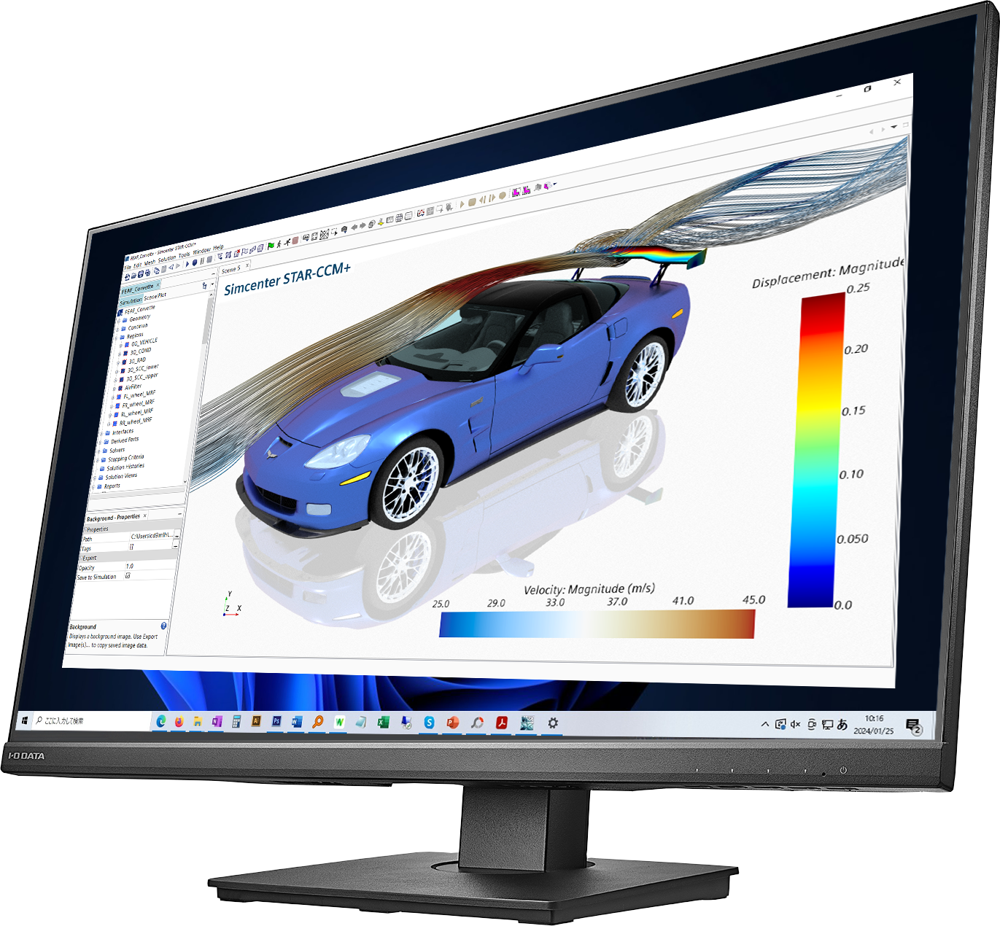 FEAF_Corvette - Simcenter STAR-CCM+
File Edit Mesh Solution Tools Window Help
FEAF_Corvette ×
Simulation Scene/Plot
FEAF_Corvette
Geometry
Continua
Regions
00_VEHICLE
3D_COND
3D_RAD
3D_SCC_lower
3D_SCC_upper
AirFilter
FL_wheel_MRF
FR_wheel_MRF
RL_wheel_MRF
RR_wheel_MRF
Interfaces
Derived Parts
Solvers
Stopping Criteria
Solution Histories
Solution Views
Reports
Background - Properties ×
Properties
Path C:\Users\cd9mlhl...
Tags []
Expert
Opacity 1.0
Save to Simulation
Background
Displays a background image. Use Export
Image(s)... to copy saved image data.
Scene 5 ×
Simcenter STAR-CCM+
Displacement: Magnitude
0.25
0.20
0.15
0.10
0.050
0.0
Velocity: Magnitude (m/s)
25.0 29.0 33.0 37.0 41.0 45.0
Y
Z X
ここに入力して検索
あ
10:16
2024/01/25
2
I-O DATA